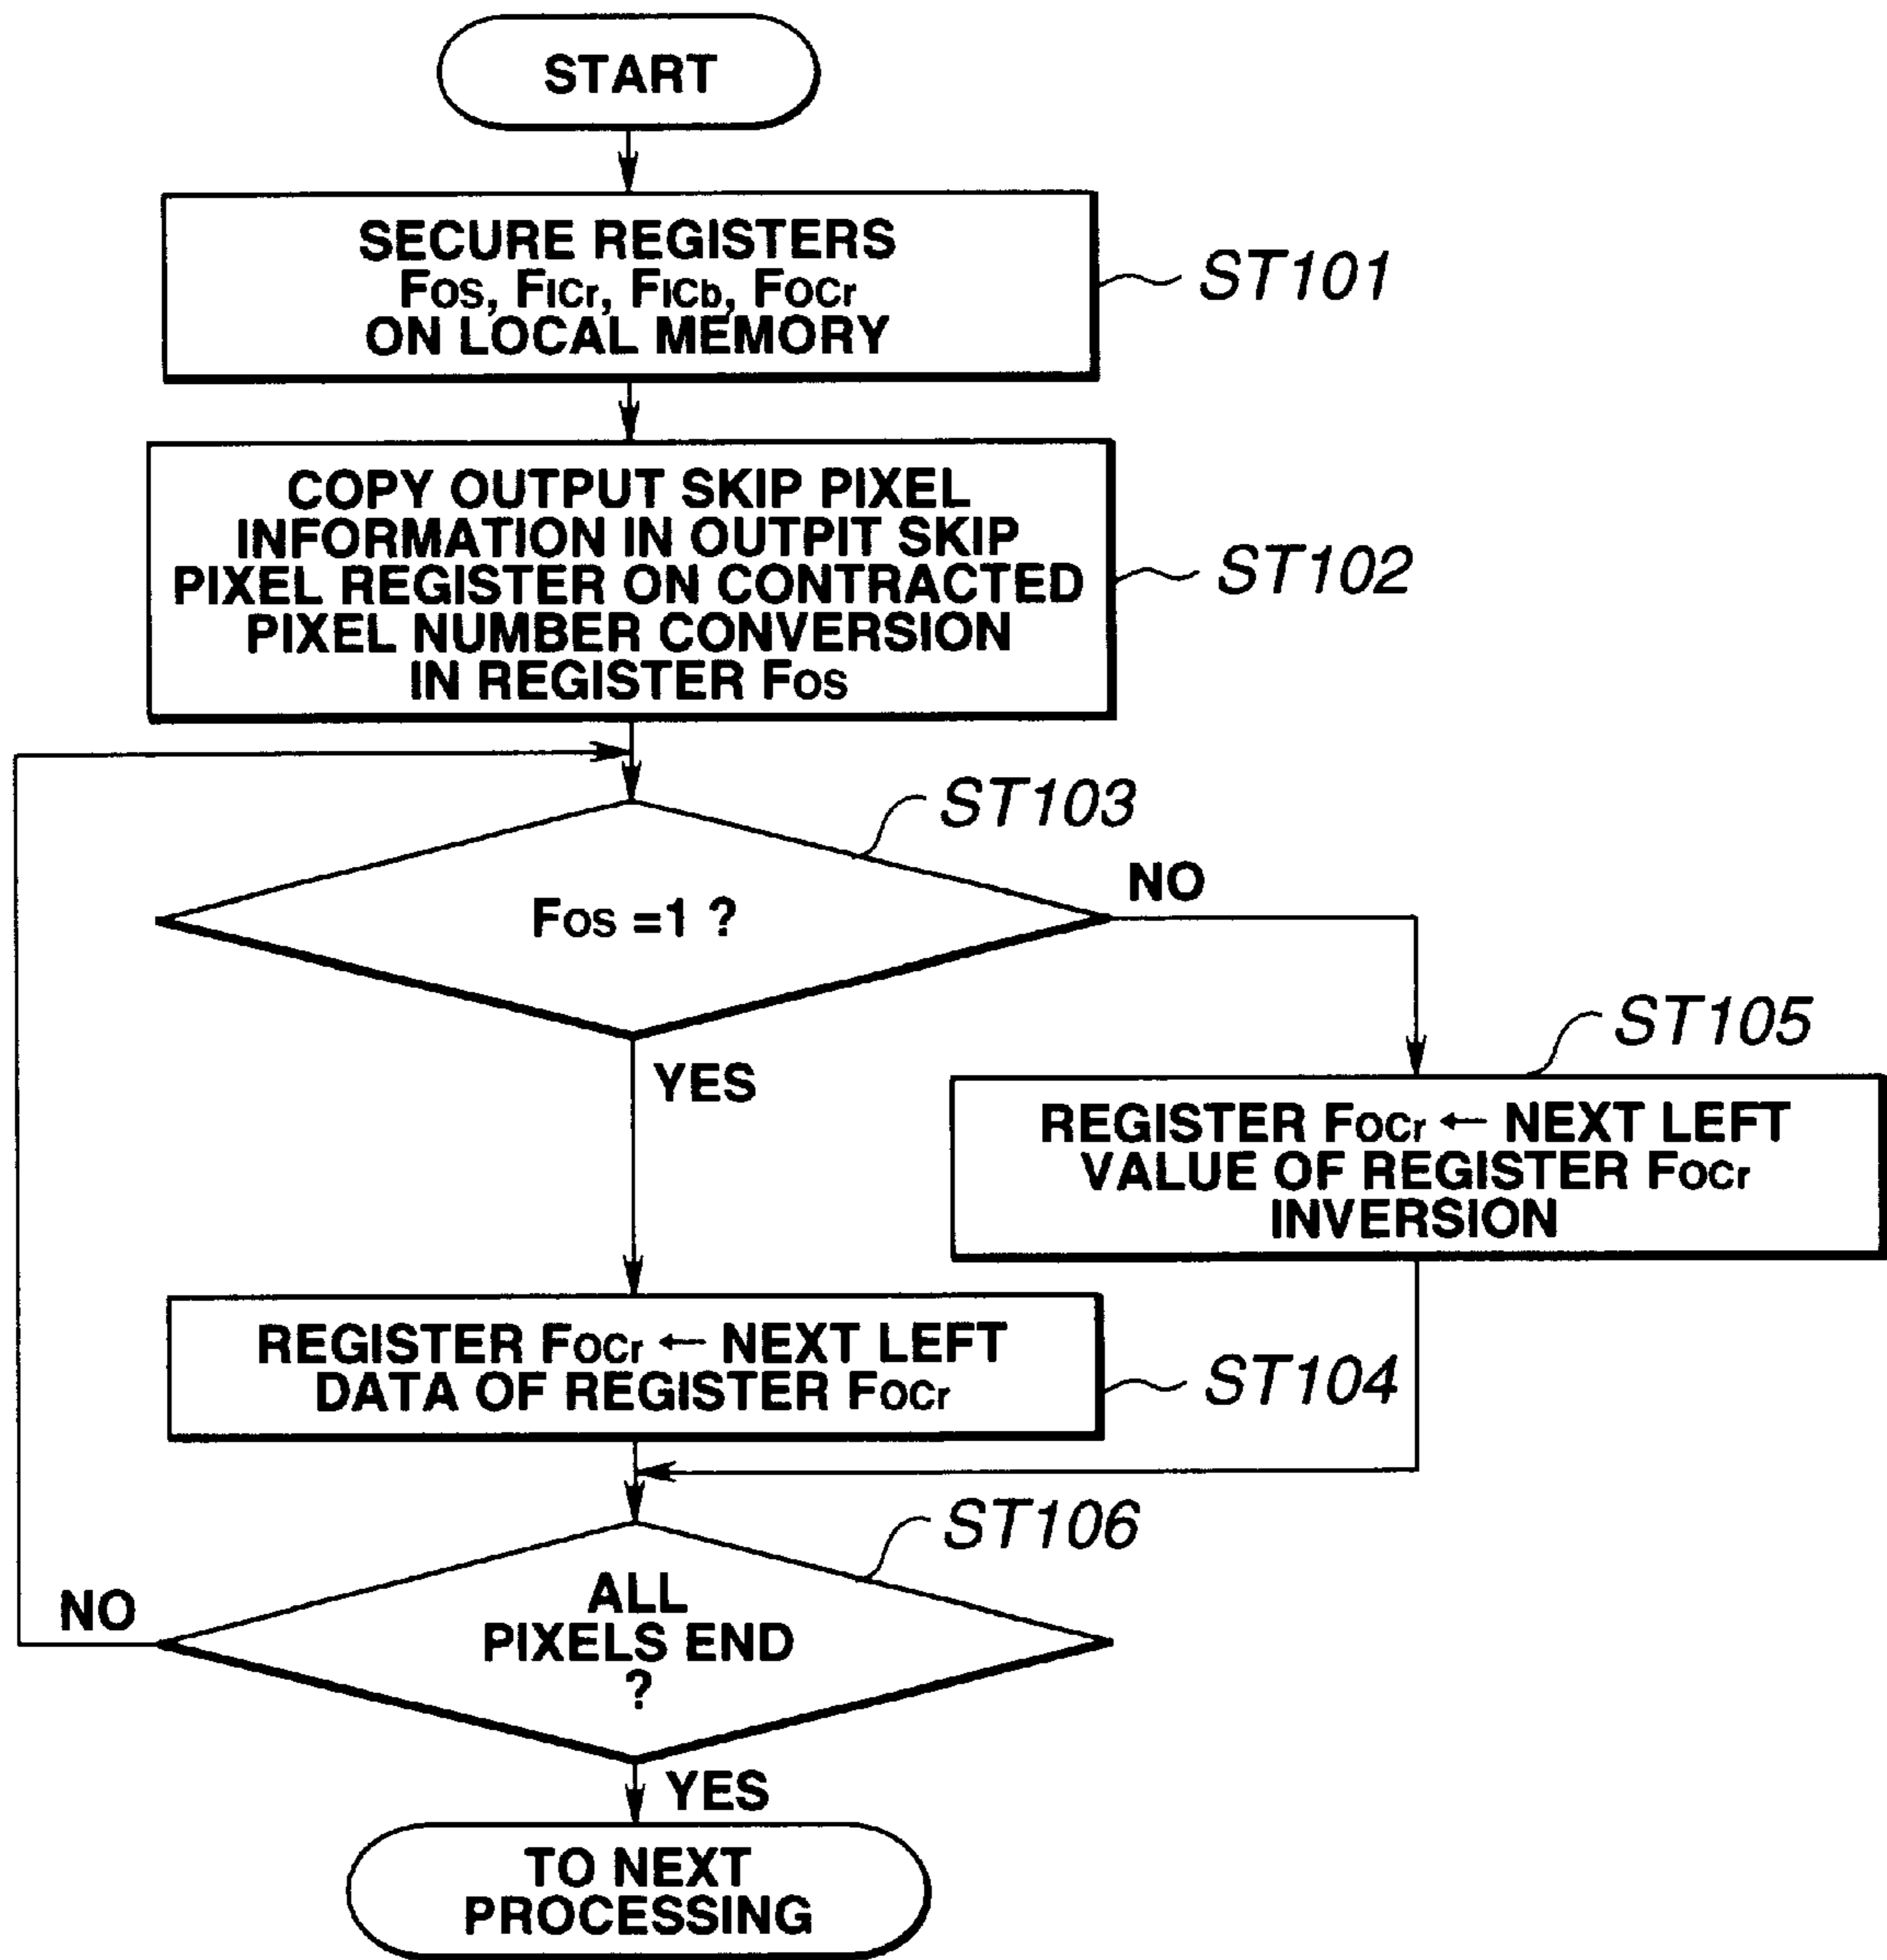 START
SECURE REGISTERS
FOS, FICr, FICb, FOCr
ON LOCAL MEMORY
ST101
COPY OUTPUT SKIP PIXEL
INFORMATION IN OUTPIT SKIP
PIXEL REGISTER ON CONTRACTED
PIXEL NUMBER CONVERSION
IN REGISTER FOS
ST102
ST103
FOS =1 ?
NO
YES
ST105
REGISTER FOCr ← NEXT LEFT
VALUE OF REGISTER FOCr
INVERSION
REGISTER FOCr ← NEXT LEFT
DATA OF REGISTER FOCr
ST104
ST106
ALL
PIXELS END
?
NO
YES
TO NEXT
PROCESSING